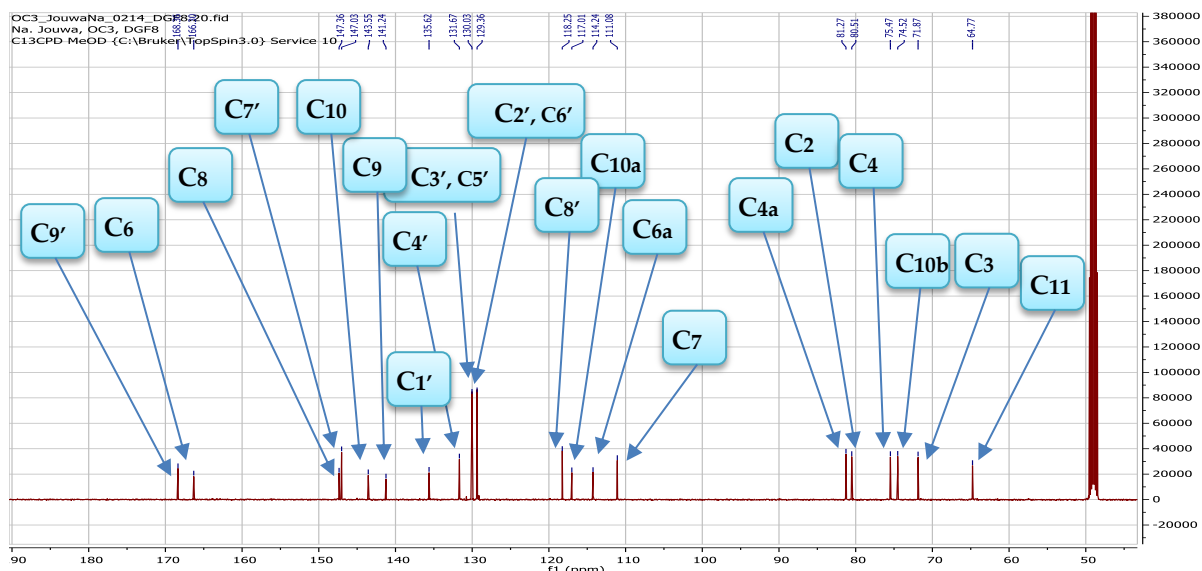 OC3_JouwaNa_0214_DGF8.20.fid
Na. Jouwa, OC3, DGF8
C13CPD MeOD {C:\Bruker\TopSpin3.0} Service 10
147.36 147.03 143.55 141.24 135.62 131.67 130.03 129.36 118.25 117.01 114.24 111.08 81.27 80.51 75.47 74.52 71.87 64.77
C7’ C10 C2’, C6’
C8 C9 C3’, C5’ C10a C2 C4
C9’ C6 C4’ C8’ C6a C4a C10b C3 C11
C1’ C7
380000
360000
340000
320000
300000
280000
260000
240000
220000
200000
180000
160000
140000
120000
100000
80000
60000
40000
20000
0
-20000
190 180 170 160 150 140 130 120 110 100 90 80 70 60 50
f1 (ppm)